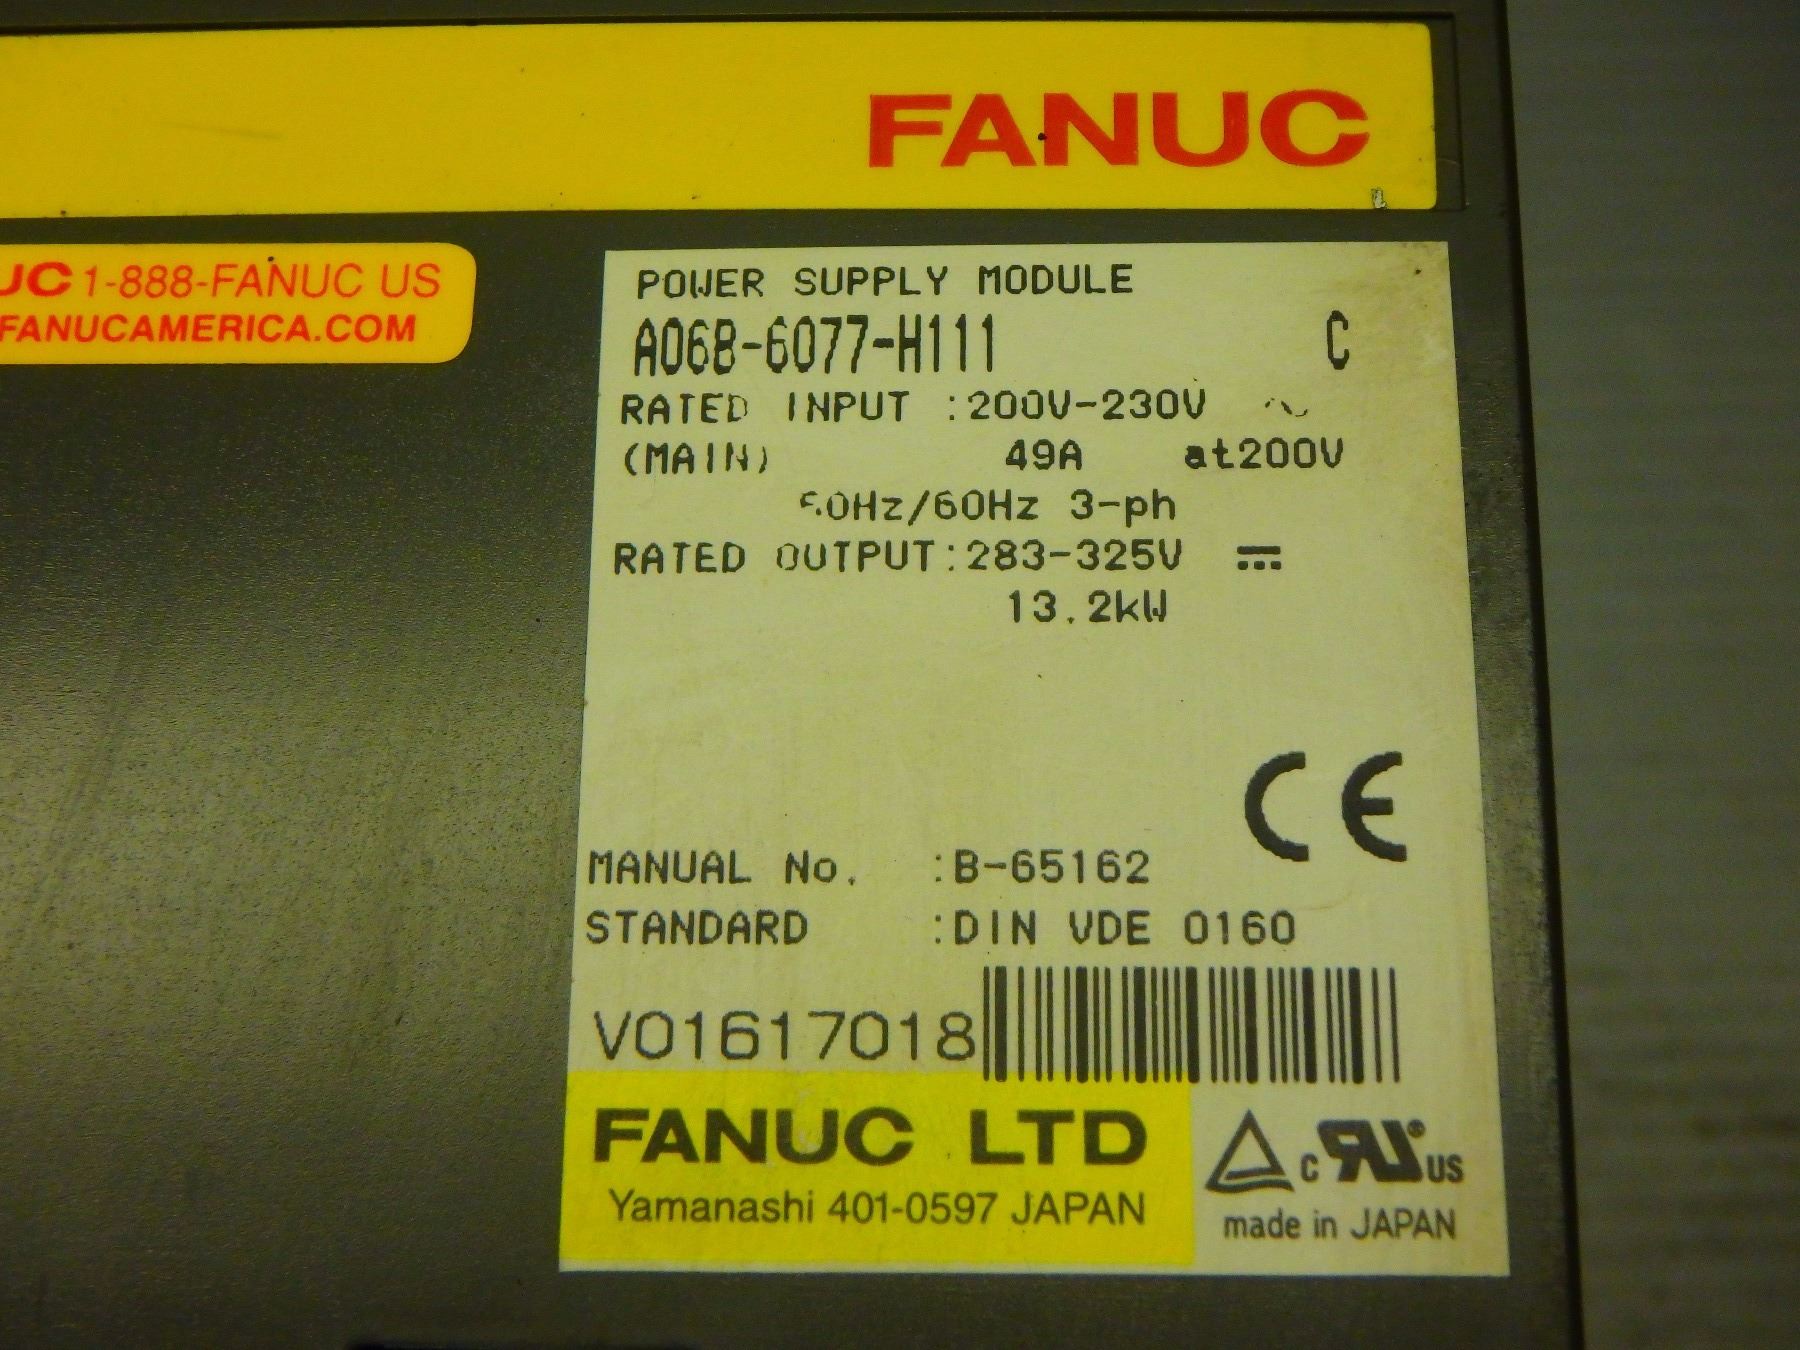 FANUC
UC 1-888-FANUC US
FANUCAMERICA.COM
POWER SUPPLY MODULE
A06B-6077-H111 C
RATED INPUT :200V-230V ~
(MAIN) 49A at200V
50Hz/60Hz 3-ph
RATED OUTPUT:283-325V ⎓
13.2kW
CE
MANUAL No. :B-65162
STANDARD :DIN VDE 0160
V01617018
FANUC LTD
Yamanashi 401-0597 JAPAN
c RU® US
made in JAPAN